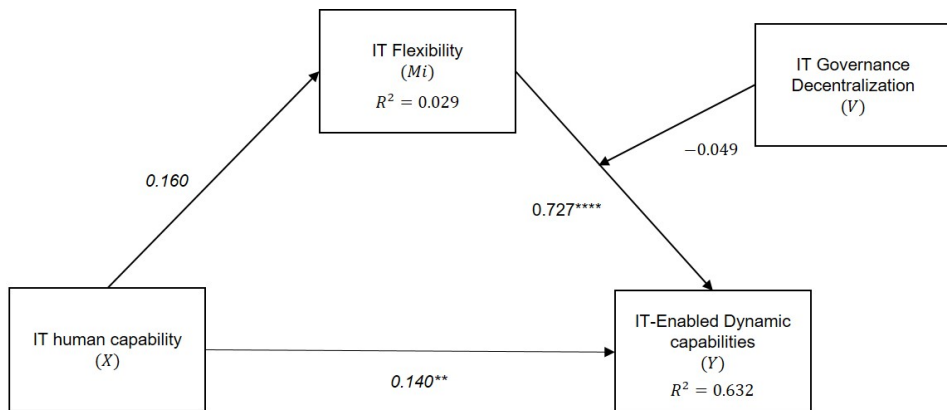 IT Flexibility
(Mi)
R² = 0.029
IT Governance
Decentralization
(V)
−0.049
0.160
0.727****
IT human capability
(X)
IT-Enabled Dynamic
capabilities
(Y)
R² = 0.632
0.140**